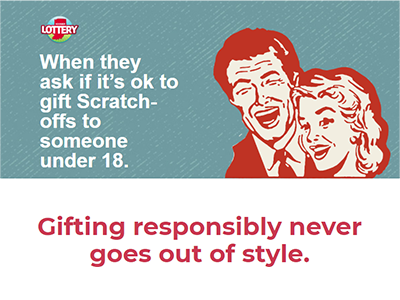 LOTTERY
When they
ask if it's ok to
gift Scratch-
offs to
someone
under 18.
Gifting responsibly never
goes out of style.